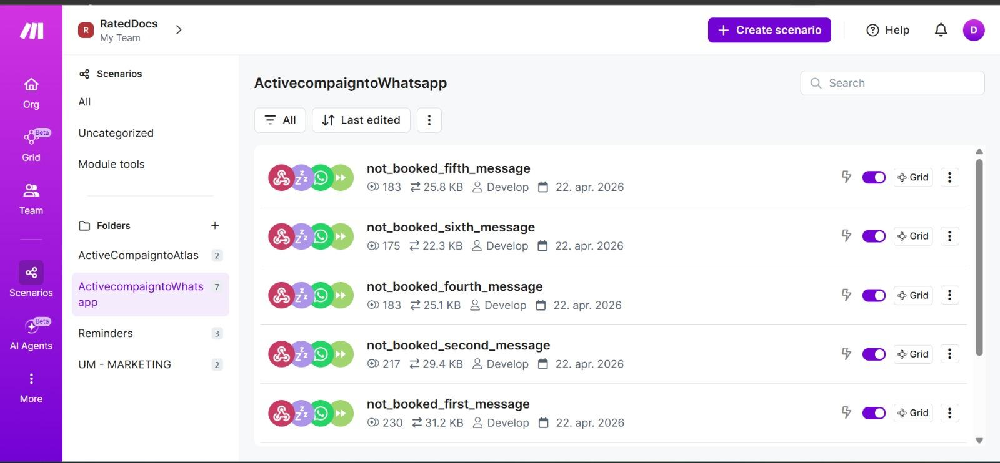 R
RatedDocs
My Team
Create scenario
Help
D
Org
Beta
Grid
Team
Scenarios
Beta
AI Agents
More
Scenarios
All
Uncategorized
Module tools
Folders
ActiveCompaigntoAtlas 2
ActivecompaigntoWhats 7
app
Reminders 3
UM - MARKETING 2
ActivecompaigntoWhatsapp
Search
All
Last edited
not_booked_fifth_message
183 25.8 KB Develop 22. apr. 2026
Grid
not_booked_sixth_message
175 22.3 KB Develop 22. apr. 2026
Grid
not_booked_fourth_message
183 25.1 KB Develop 22. apr. 2026
Grid
not_booked_second_message
217 29.4 KB Develop 22. apr. 2026
Grid
not_booked_first_message
230 31.2 KB Develop 22. apr. 2026
Grid